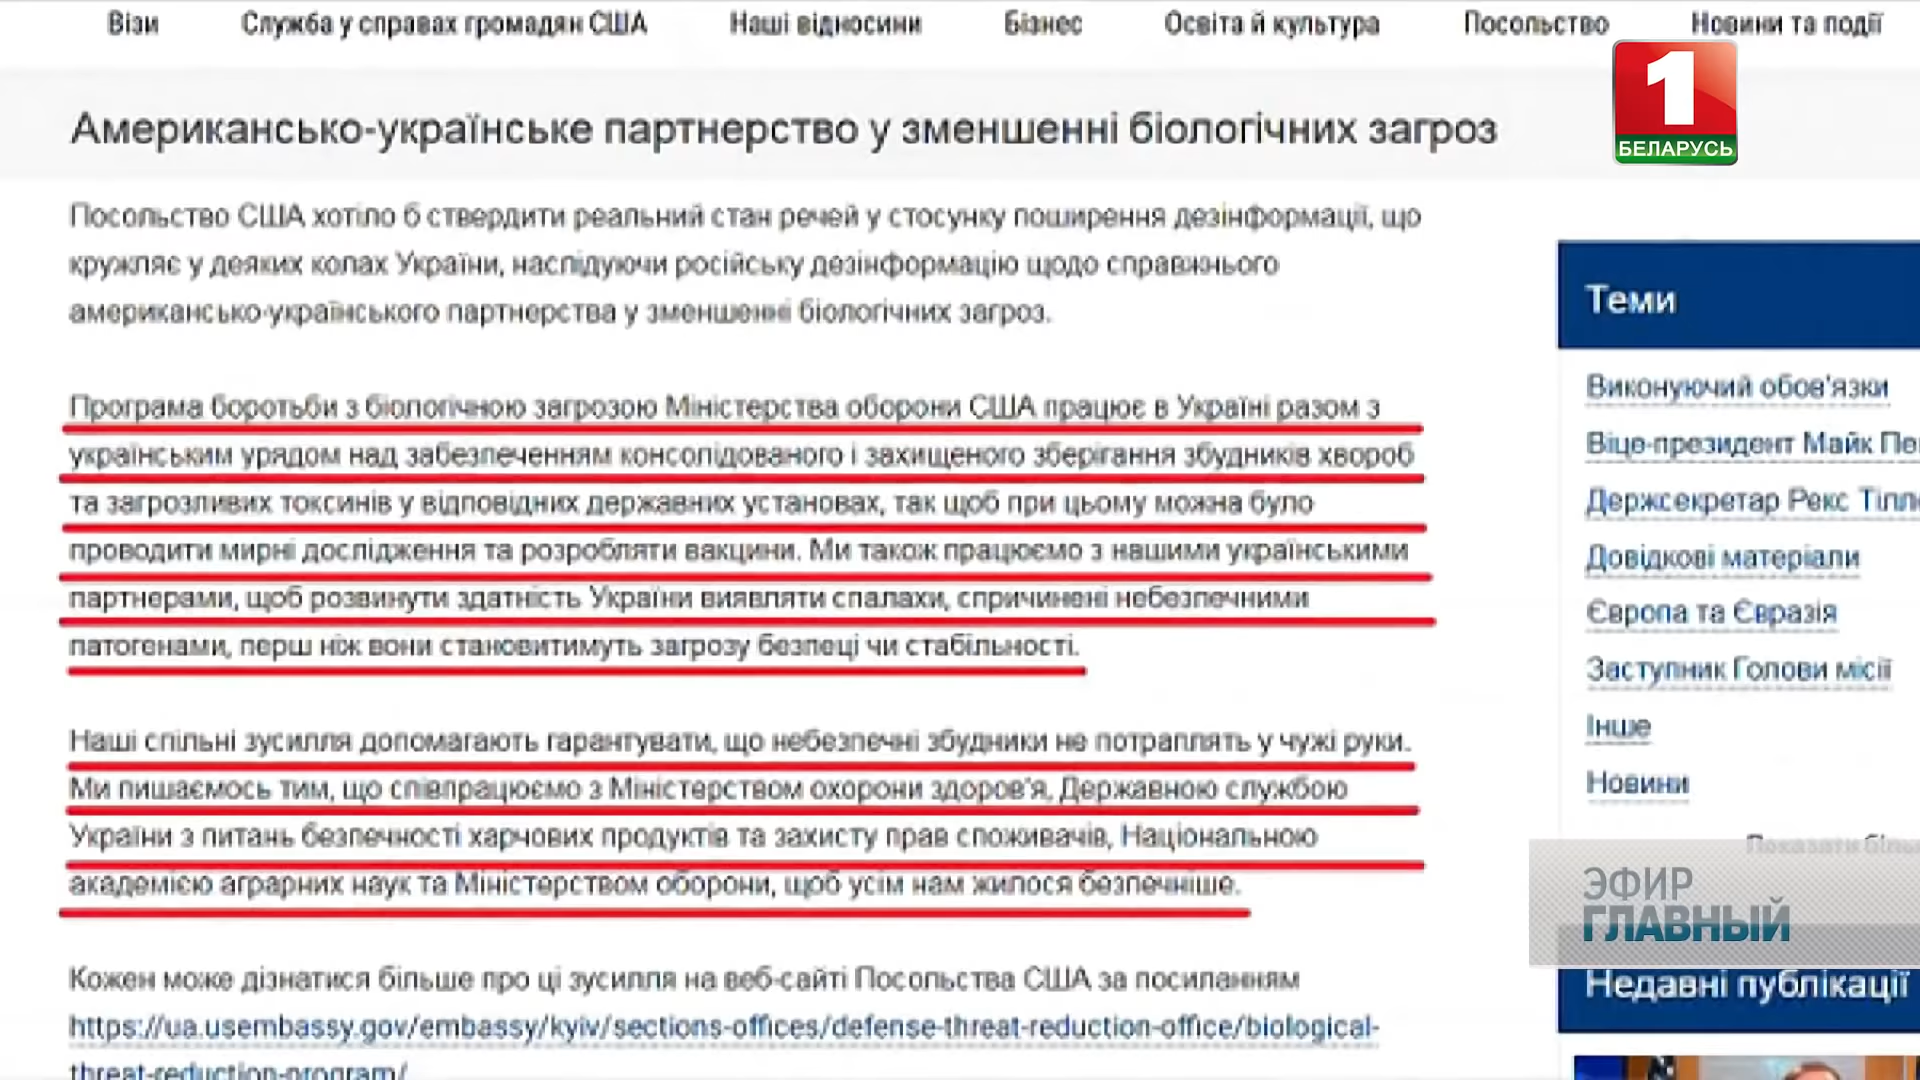 Візи Служба у справах громадян США Наші відносини Бізнес Освіта й культура Посольство Новини та події
1
БЕЛАРУСЬ
Американсько-українське партнерство у зменшенні біологічних загроз
Посольство США хотіло б ствердити реальний стан речей у стосунку поширення дезінформації, що
кружляє у деяких колах України, наслідуючи російську дезінформацію щодо справжнього
американсько-українського партнерства у зменшенні біологічних загроз.
Програма боротьби з біологічною загрозою Міністерства оборони США працює в Україні разом з
українським урядом над забезпеченням консолідованого і захищеного зберігання збудників хвороб
та загрозливих токсинів у відповідних державних установах, так щоб при цьому можна було
проводити мирні дослідження та розробляти вакцини. Ми також працюємо з нашими українськими
партнерами, щоб розвинути здатність України виявляти спалахи, спричинені небезпечними
патогенами, перш ніж вони становитимуть загрозу безпеці чи стабільності.
Наші спільні зусилля допомагають гарантувати, що небезпечні збудники не потраплять у чужі руки.
Ми пишаємось тим, що співпрацюємо з Міністерством охорони здоров'я, Державною службою
України з питань безпечності харчових продуктів та захисту прав споживачів, Національною
академією аграрних наук та Міністерством оборони, щоб усім нам жилося безпечніше.
Кожен може дізнатися більше про ці зусилля на веб-сайті Посольства США за посиланням
https://ua.usembassy.gov/embassy/kyiv/sections-offices/defense-threat-reduction-office/biological-
threat-reduction-program/
Теми
Виконуючий обов'язки
Віце-президент Майк Пе
Держсекретар Рекс Тілл
Довідкові матеріали
Європа та Євразія
Заступник Голови місії
Інше
Новини
Показати біль
ЭФИР
ГЛАВНЫЙ
Недавні публікації